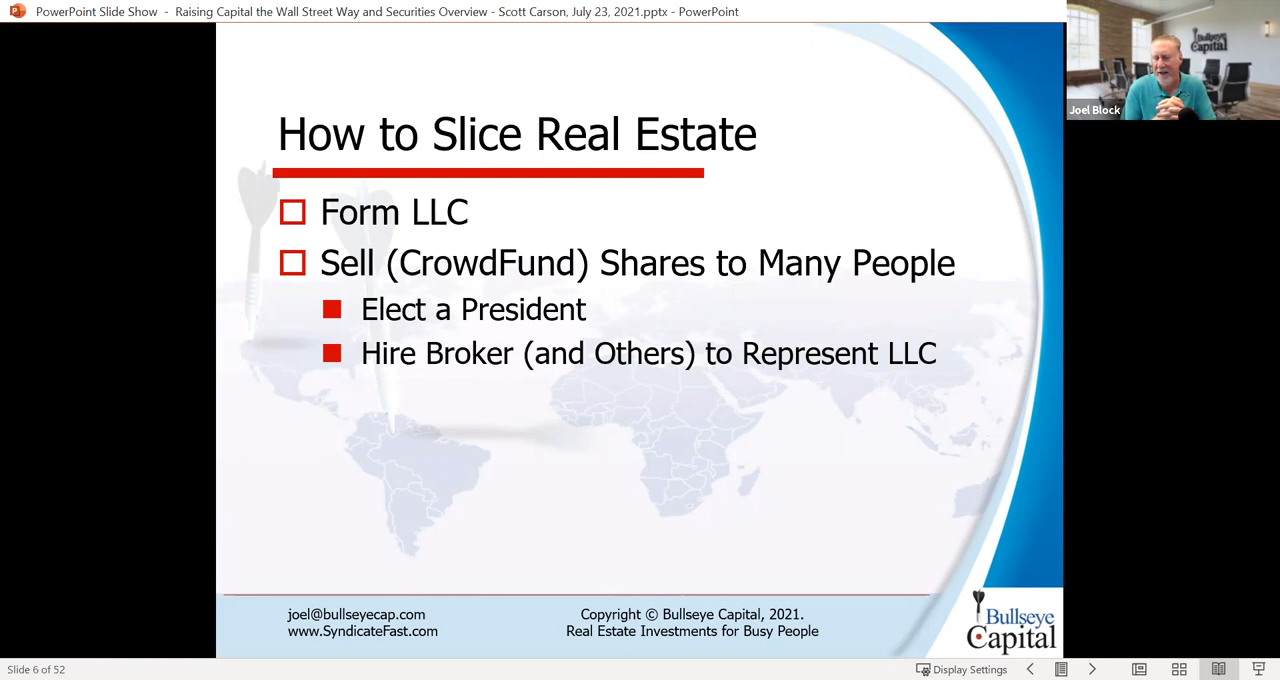 PowerPoint Slide Show - Raising Capital the Wall Street Way and Securities Overview - Scott Carson, July 23, 2021.pptx - PowerPoint
Bullseye
Capital
Joel Block
How to Slice Real Estate
Form LLC
Sell (CrowdFund) Shares to Many People
Elect a President
Hire Broker (and Others) to Represent LLC
joel@bullseyecap.com
www.SyndicateFast.com
Copyright © Bullseye Capital, 2021.
Real Estate Investments for Busy People
Bullseye
Capital
Slide 6 of 52
Display Settings